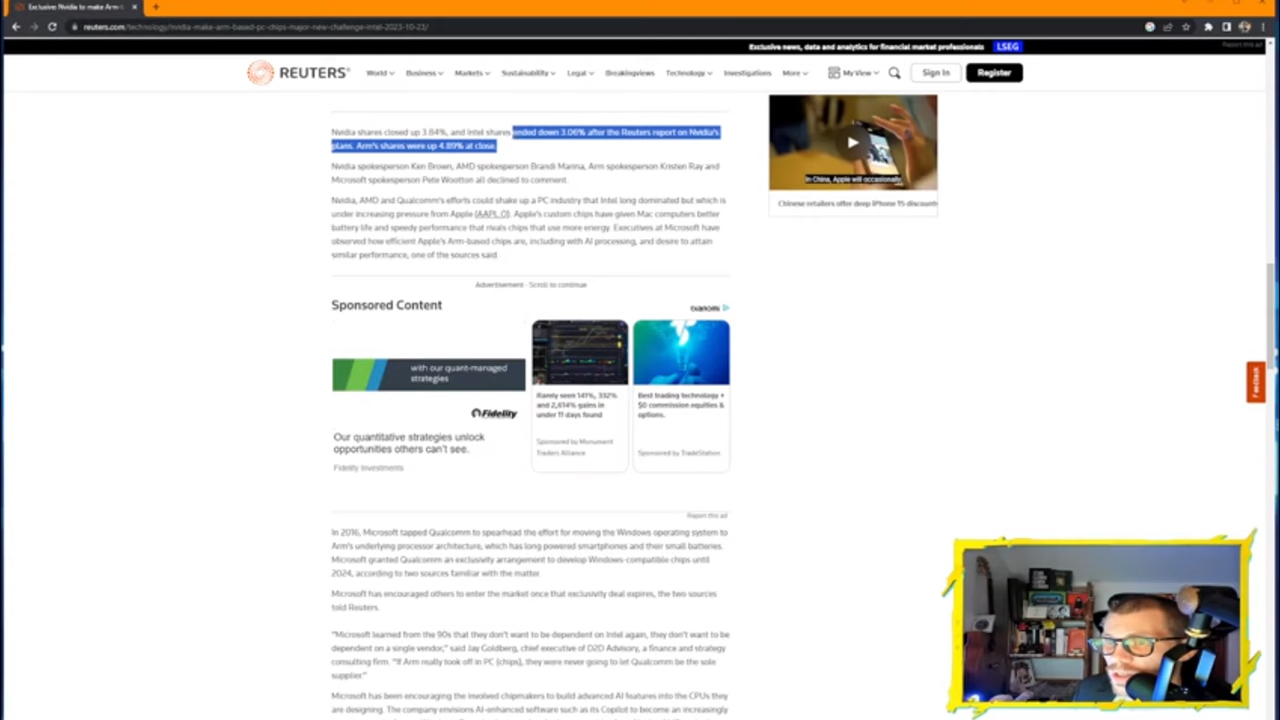 Exclusive: Nvidia to make Arm-
reuters.com/technology/nvidia-make-arm-based-pc-chips-major-new-challenge-intel-2023-10-23/
Exclusive news, data and analytics for financial market professionals LSEG
Report this ad
REUTERS® World Business Markets Sustainability Legal Breakingviews Technology Investigations More My View Sign In Register
Nvidia shares closed up 3.84%, and Intel shares ended down 3.06% after the Reuters report on Nvidia's
plans. Arm's shares were up 4.89% at close.
Nvidia spokesperson Ken Brown, AMD spokesperson Brandi Marina, Arm spokesperson Kristen Ray and
Microsoft spokesperson Pete Wootton all declined to comment.
Nvidia, AMD and Qualcomm's efforts could shake up a PC industry that Intel long dominated but which is
under increasing pressure from Apple (AAPL.O). Apple's custom chips have given Mac computers better
battery life and speedy performance that rivals chips that use more energy. Executives at Microsoft have
observed how efficient Apple's Arm-based chips are, including with AI processing, and desire to attain
similar performance, one of the sources said.
In China, Apple will occasionally
Chinese retailers offer deep iPhone 15 discounts
Advertisement · Scroll to continue
Sponsored Content
DIANOMI
with our quant-managed
strategies
Fidelity
Our quantitative strategies unlock
opportunities others can't see.
Fidelity Investments
Rarely seen 141%, 332%
and 2,614% gains in
under 11 days found
Sponsored by Monument
Traders Alliance
Best trading technology +
$0 commission equities &
options.
Sponsored by TradeStation
Feedback
Report this ad
In 2016, Microsoft tapped Qualcomm to spearhead the effort for moving the Windows operating system to
Arm's underlying processor architecture, which has long powered smartphones and their small batteries.
Microsoft granted Qualcomm an exclusivity arrangement to develop Windows-compatible chips until
2024, according to two sources familiar with the matter.
Microsoft has encouraged others to enter the market once that exclusivity deal expires, the two sources
told Reuters.
"Microsoft learned from the 90s that they don't want to be dependent on Intel again, they don't want to be
dependent on a single vendor," said Jay Goldberg, chief executive of D2D Advisory, a finance and strategy
consulting firm. "If Arm really took off in PC (chips), they were never going to let Qualcomm be the sole
supplier."
Microsoft has been encouraging the involved chipmakers to build advanced AI features into the CPUs they
are designing. The company envisions AI-enhanced software such as its Copilot to become an increasingly